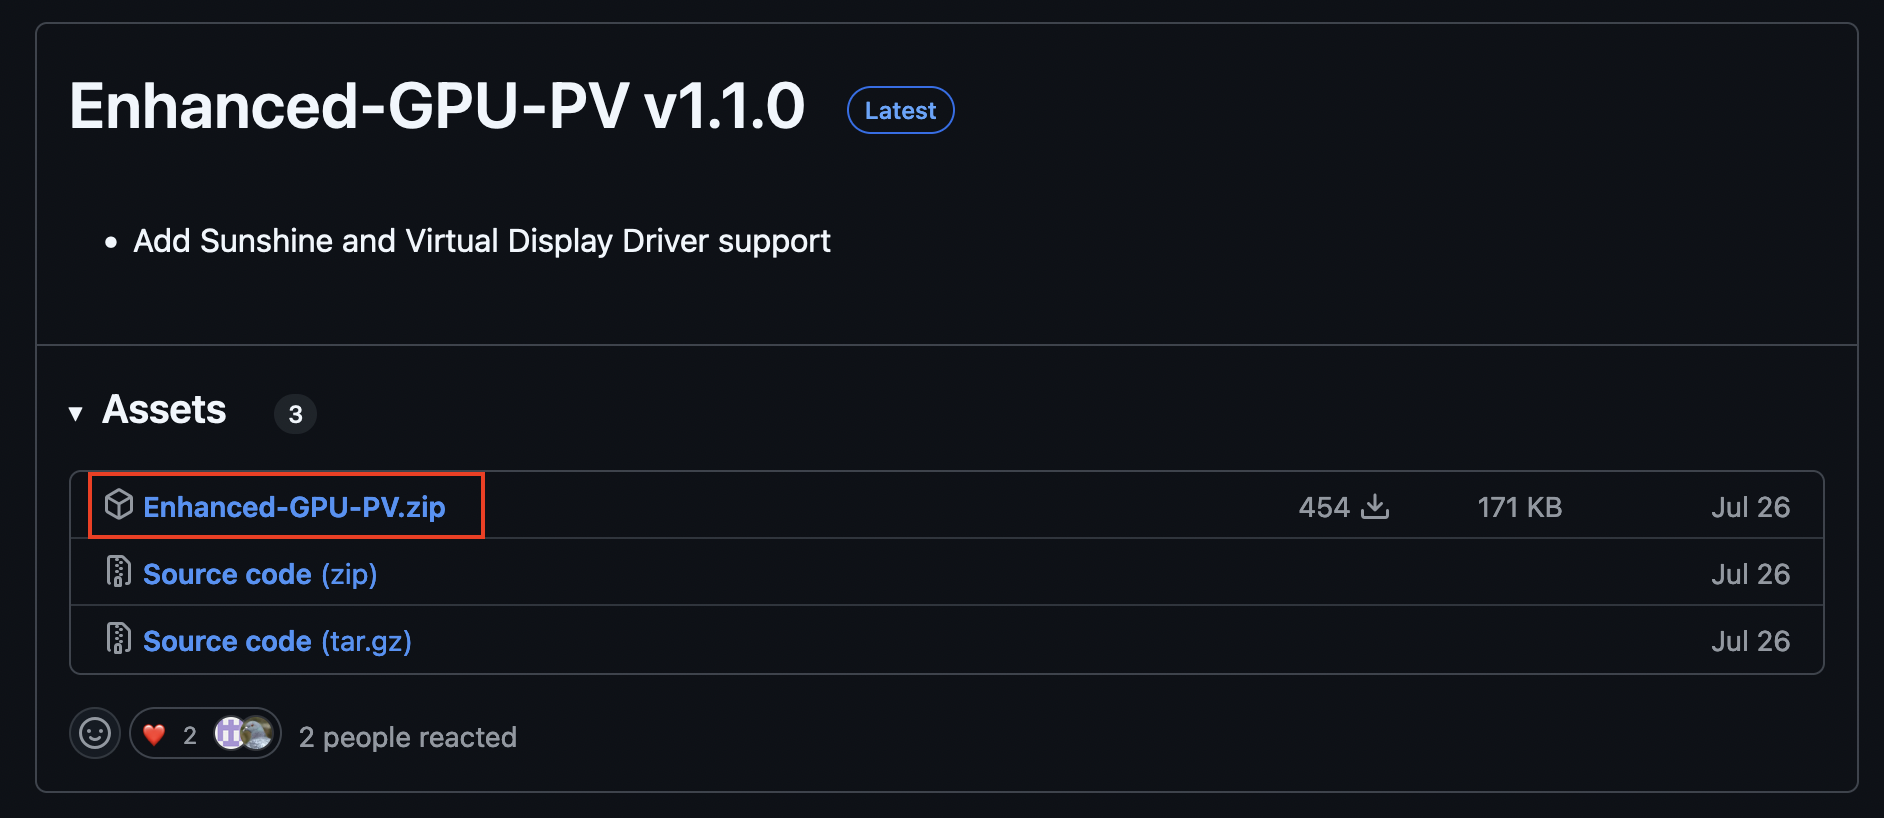 Enhanced-GPU-PV v1.1.0 Latest
• Add Sunshine and Virtual Display Driver support
▼ Assets 3
Enhanced-GPU-PV.zip 454 171 KB Jul 26
Source code (zip) Jul 26
Source code (tar.gz) Jul 26
❤️ 2 2 people reacted